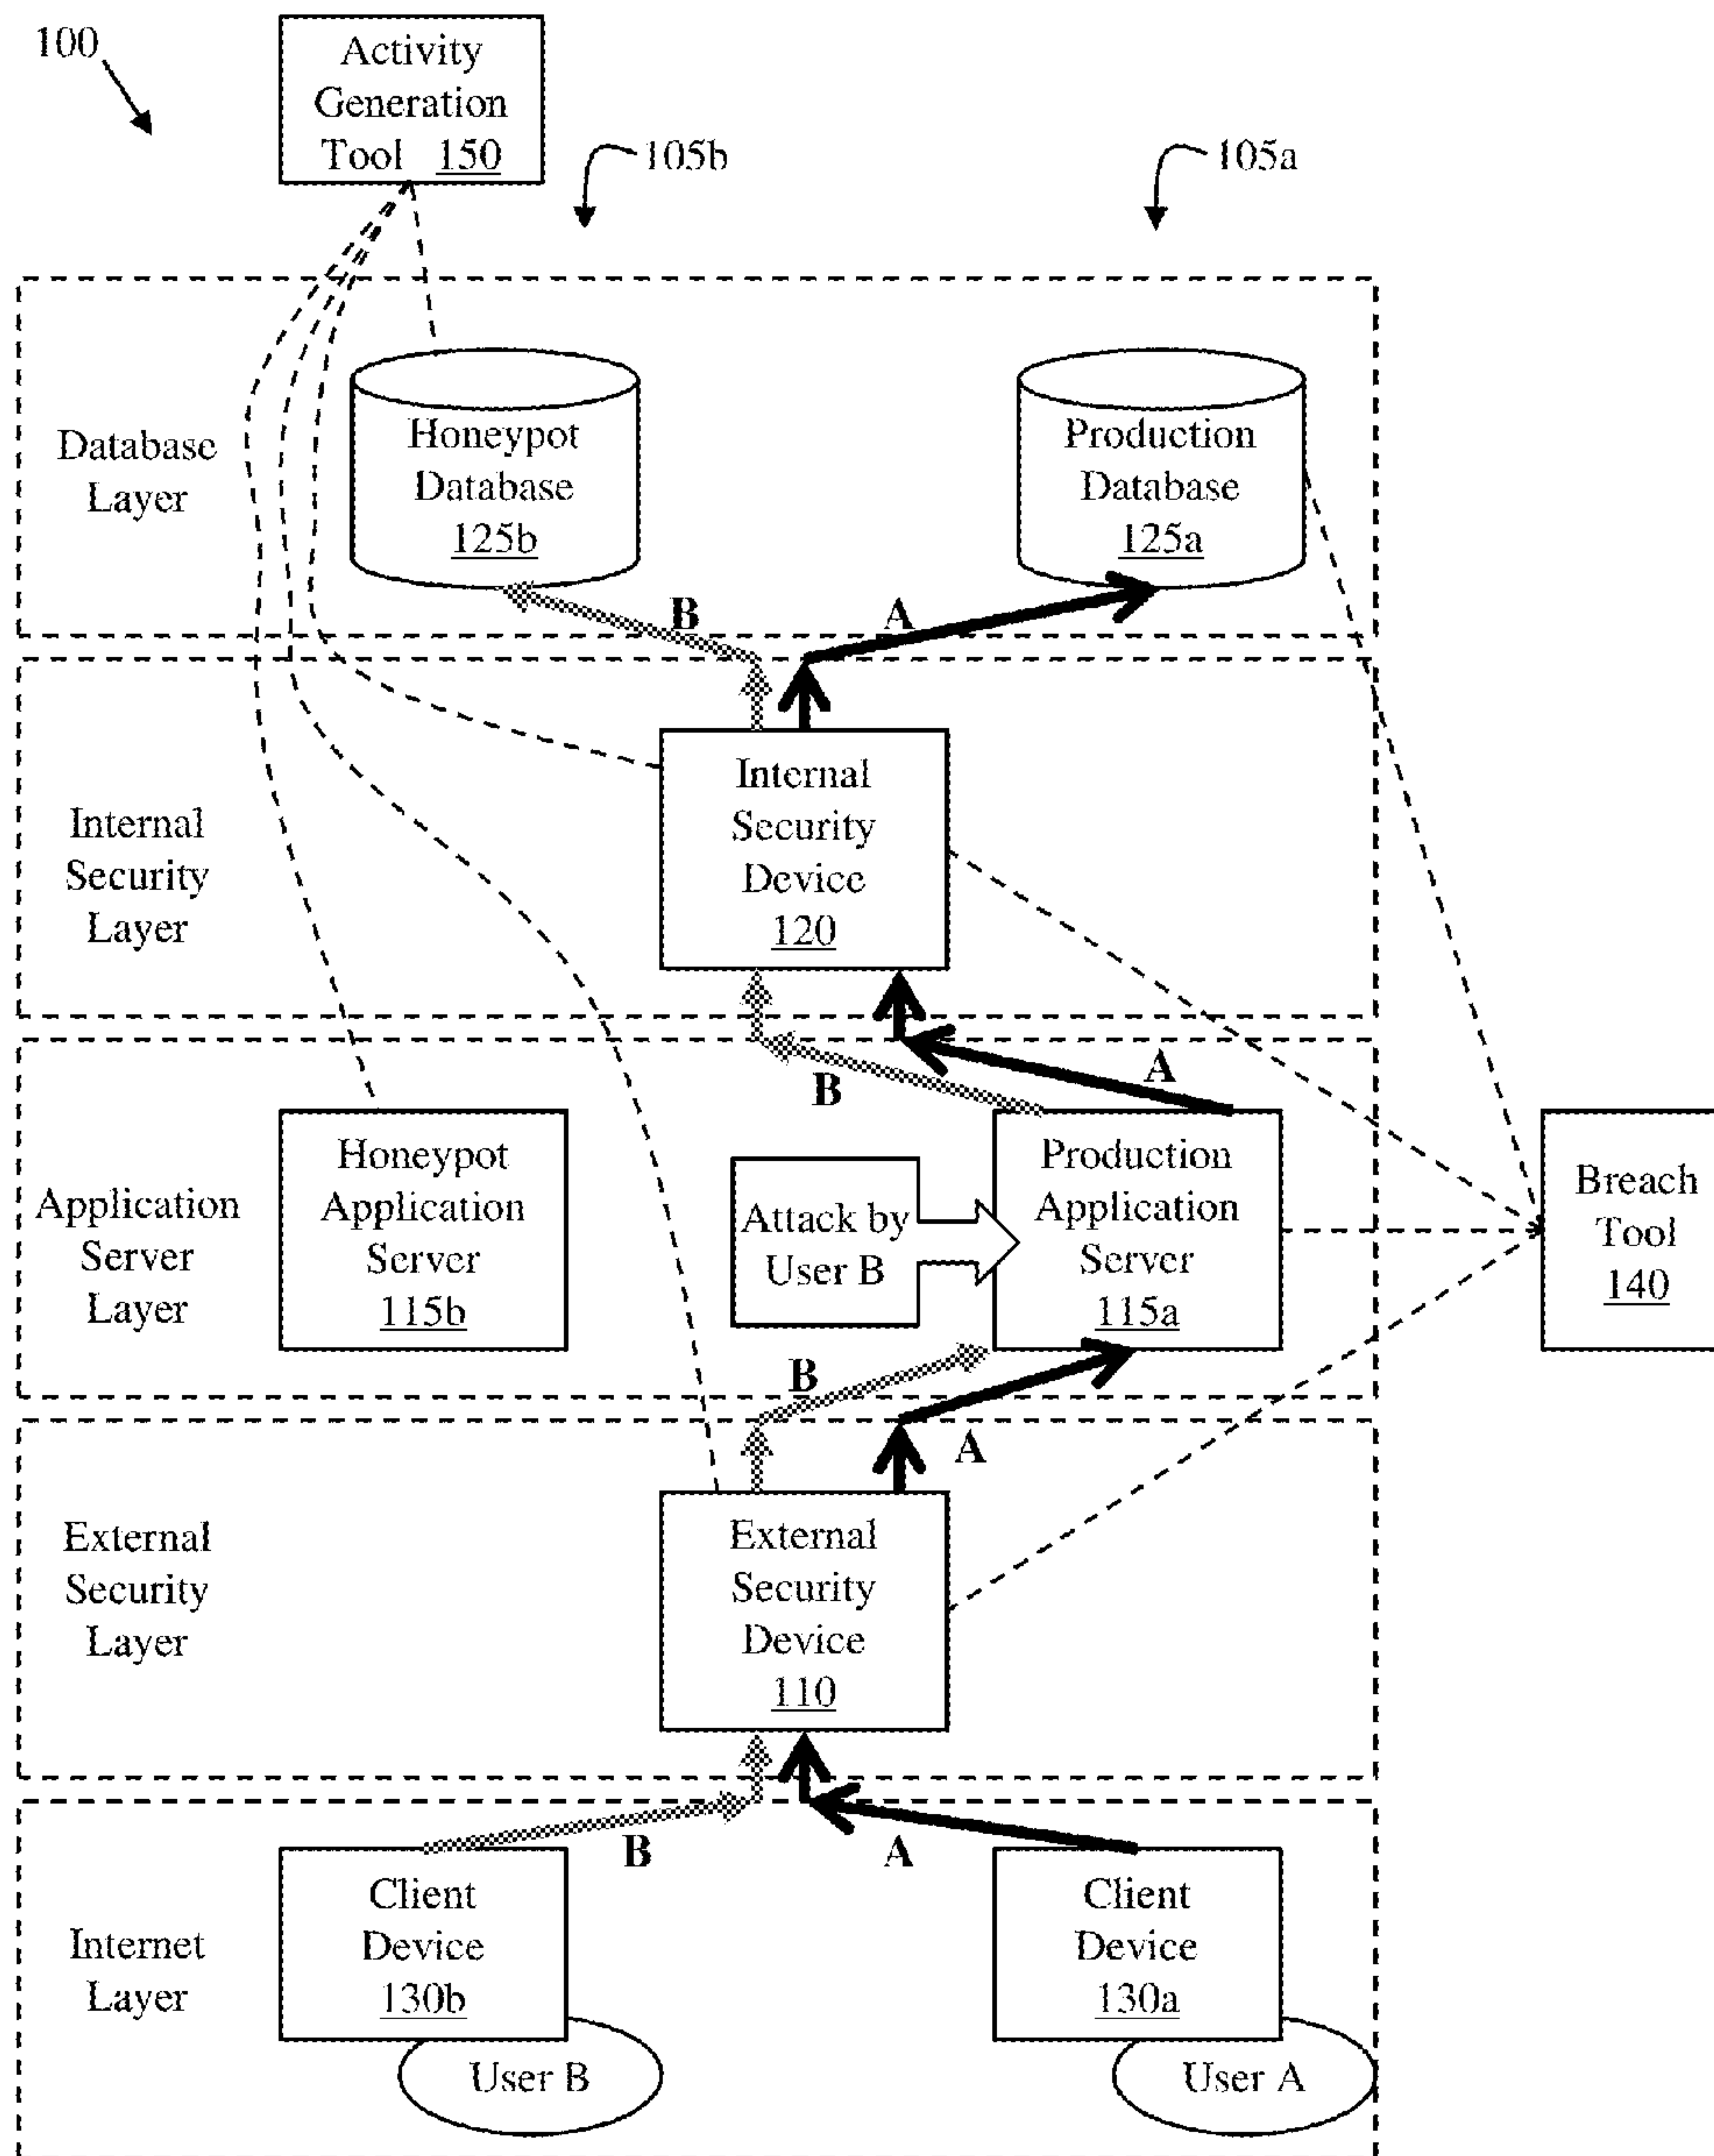 100
Activity
Generation
Tool 150
105b
105a
Database
Layer
Honeypot
Database
125b
Production
Database
125a
B
A
Internal
Security
Layer
Internal
Security
Device
120
B
A
Application
Server
Layer
Honeypot
Application
Server
115b
Attack by
User B
Production
Application
Server
115a
Breach
Tool
140
B
A
External
Security
Layer
External
Security
Device
110
B
A
Internet
Layer
Client
Device
130b
User B
Client
Device
130a
User A